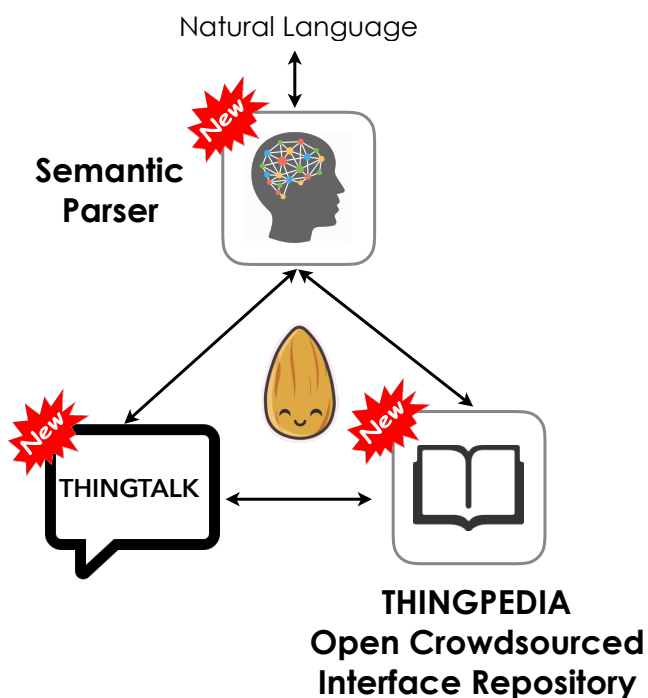 Natural Language
New
Semantic
Parser
New
THINGTALK
New
THINGPEDIA
Open Crowdsourced
Interface Repository